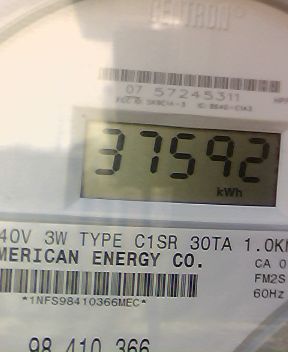 CENTRON
07 57245311
37592
kWh
40V 3W TYPE C1SR 30TA 1.0K
MERICAN ENERGY CO.
CA 0
FM2S
60Hz
*1NFS98410366MEC*
98 410 366